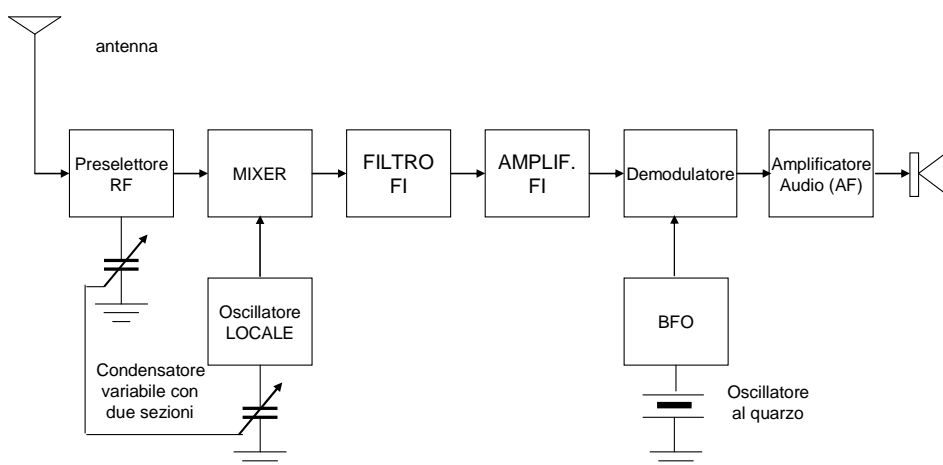 antenna
Preselettore
RF
MIXER
FILTRO
FI
AMPLIF.
FI
Demodulatore
Amplificatore
Audio (AF)
Oscillatore
LOCALE
BFO
Condensatore
variabile con
due sezioni
Oscillatore
al quarzo